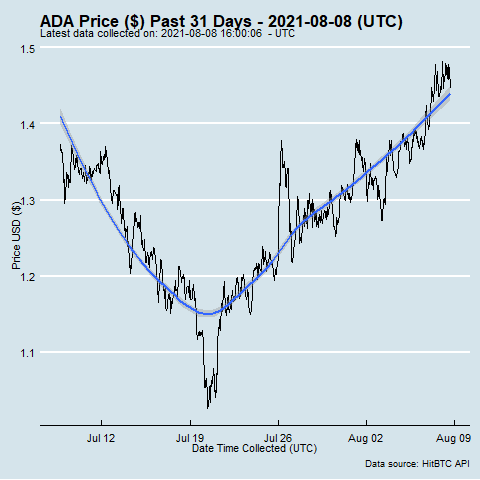 ADA Price ($) Past 31 Days - 2021-08-08 (UTC)
Latest data collected on: 2021-08-08 16:00:06 - UTC
1.5
1.4
1.3
1.2
1.1
Price USD ($)
Jul 12 Jul 19 Jul 26 Aug 02 Aug 09
Date Time Collected (UTC)
Data source: HitBTC API